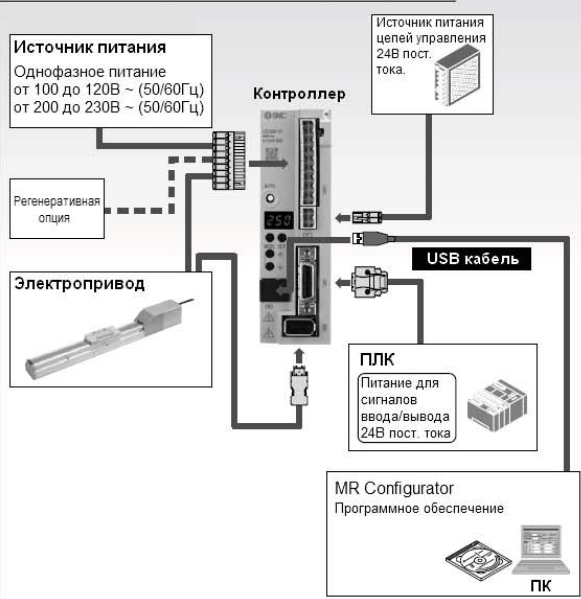 Источник питания
Однофазное питание
от 100 до 120В ~ (50/60Гц)
от 200 до 230В ~ (50/60Гц)
Источник питания
цепей управления
24В пост.
тока.
Контроллер
SMC
250
Регенеративная
опция
USB кабель
Электропривод
ПЛК
Питание для
сигналов
ввода/вывода
24В пост. тока
MR Configurator
Программное обеспечение
ПК